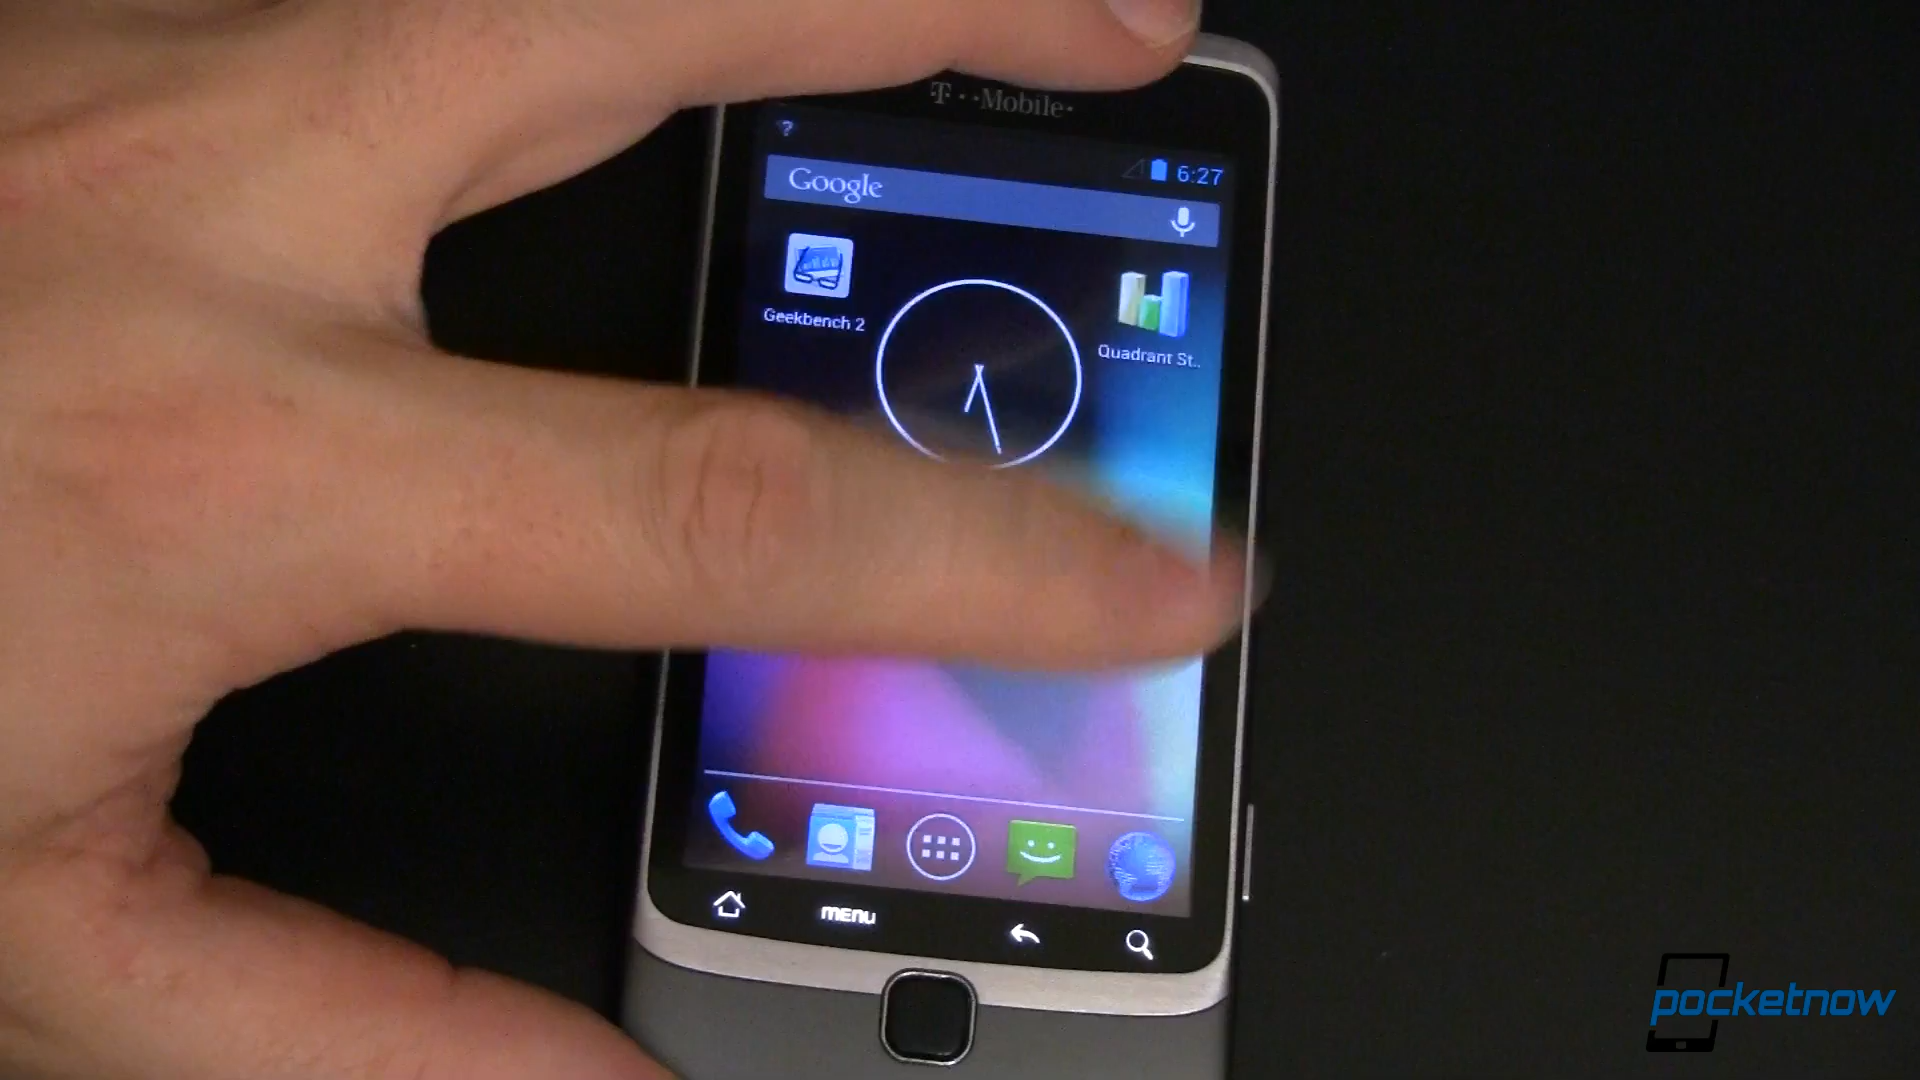 T··Mobile·
?
6:27
Google
Geekbench 2
Quadrant St..
menu
pocketnow